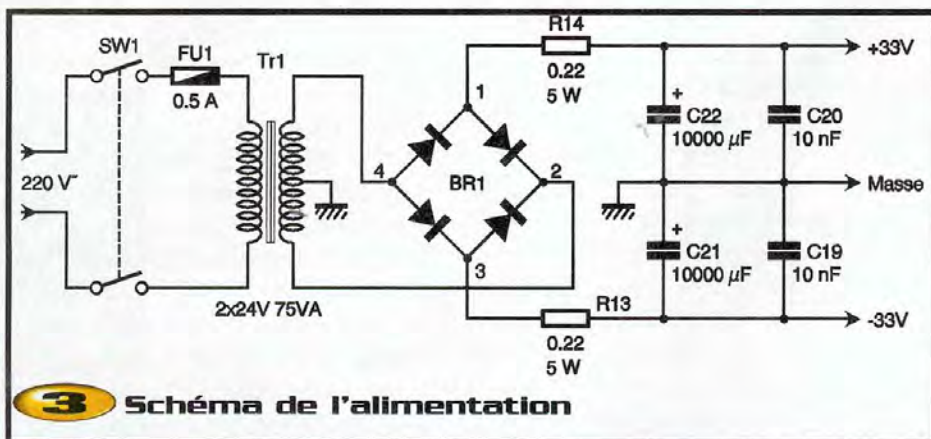 R14
SW1
FU1
Tr1
+33V
0.22
5 W
0.5 A
1
+
C22
10000 µF
C20
10 nF
220 V~
4
BR1
2
Masse
+
C21
10000 µF
C19
10 nF
3
R13
2x24V 75VA
-33V
0.22
5 W
3 Schéma de l'alimentation